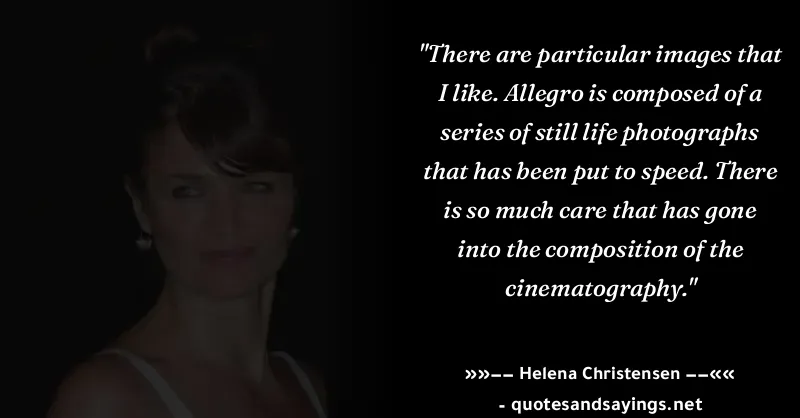 "There are particular images that
I like. Allegro is composed of a
series of still life photographs
that has been put to speed. There
is so much care that has gone
into the composition of the
cinematography."
»»−− Helena Christensen −−««
- quotesandsayings.net